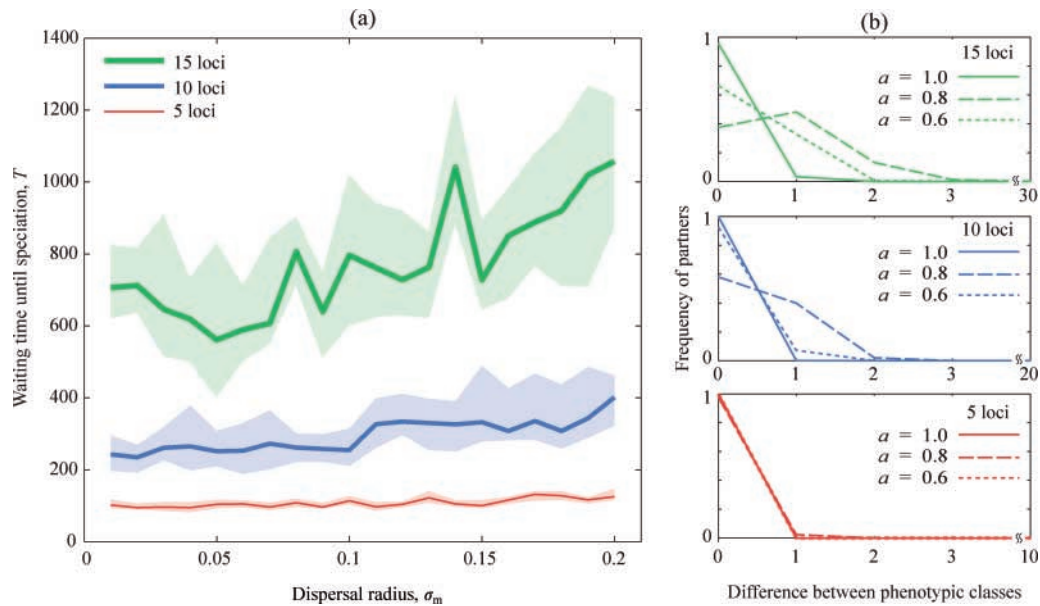 (a)
1400
1200
1000
800
600
400
200
0
Waiting time until speciation, T
15 loci
10 loci
5 loci
0
0.05
0.1
0.15
0.2
Dispersal radius, σm
(b)
Frequency of partners
1
0
15 loci
a = 1.0
a = 0.8
a = 0.6
0 1 2 3 30
1
0
10 loci
a = 1.0
a = 0.8
a = 0.6
0 1 2 3 20
1
0
5 loci
a = 1.0
a = 0.8
a = 0.6
0 1 2 3 10
Difference between phenotypic classes